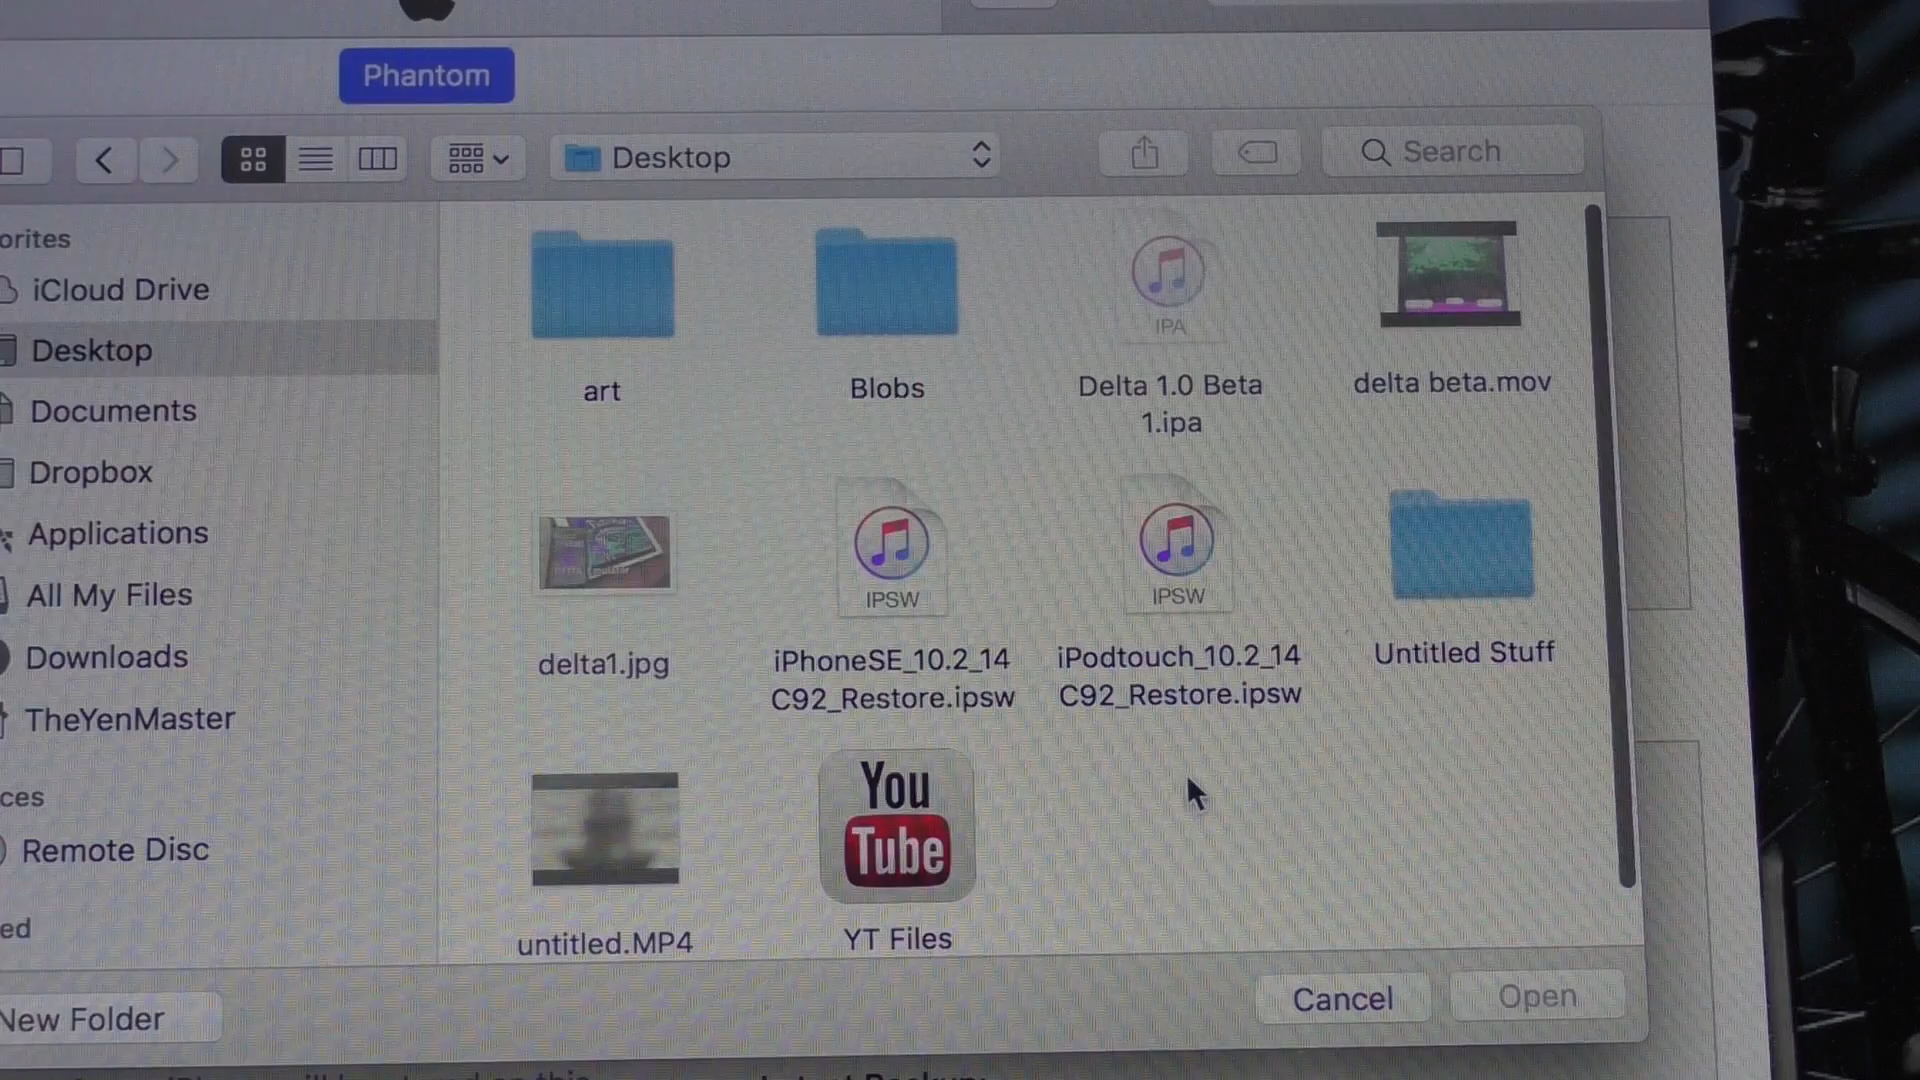 Phantom
Desktop
Search
orites
iCloud Drive
Desktop
Documents
Dropbox
Applications
All My Files
Downloads
TheYenMaster
ces
Remote Disc
ed
art
Blobs
IPA
Delta 1.0 Beta
1.ipa
delta beta.mov
delta1.jpg
IPSW
iPhoneSE_10.2_14
C92_Restore.ipsw
IPSW
iPodtouch_10.2_14
C92_Restore.ipsw
Untitled Stuff
untitled.MP4
You
Tube
YT Files
New Folder
Cancel
Open